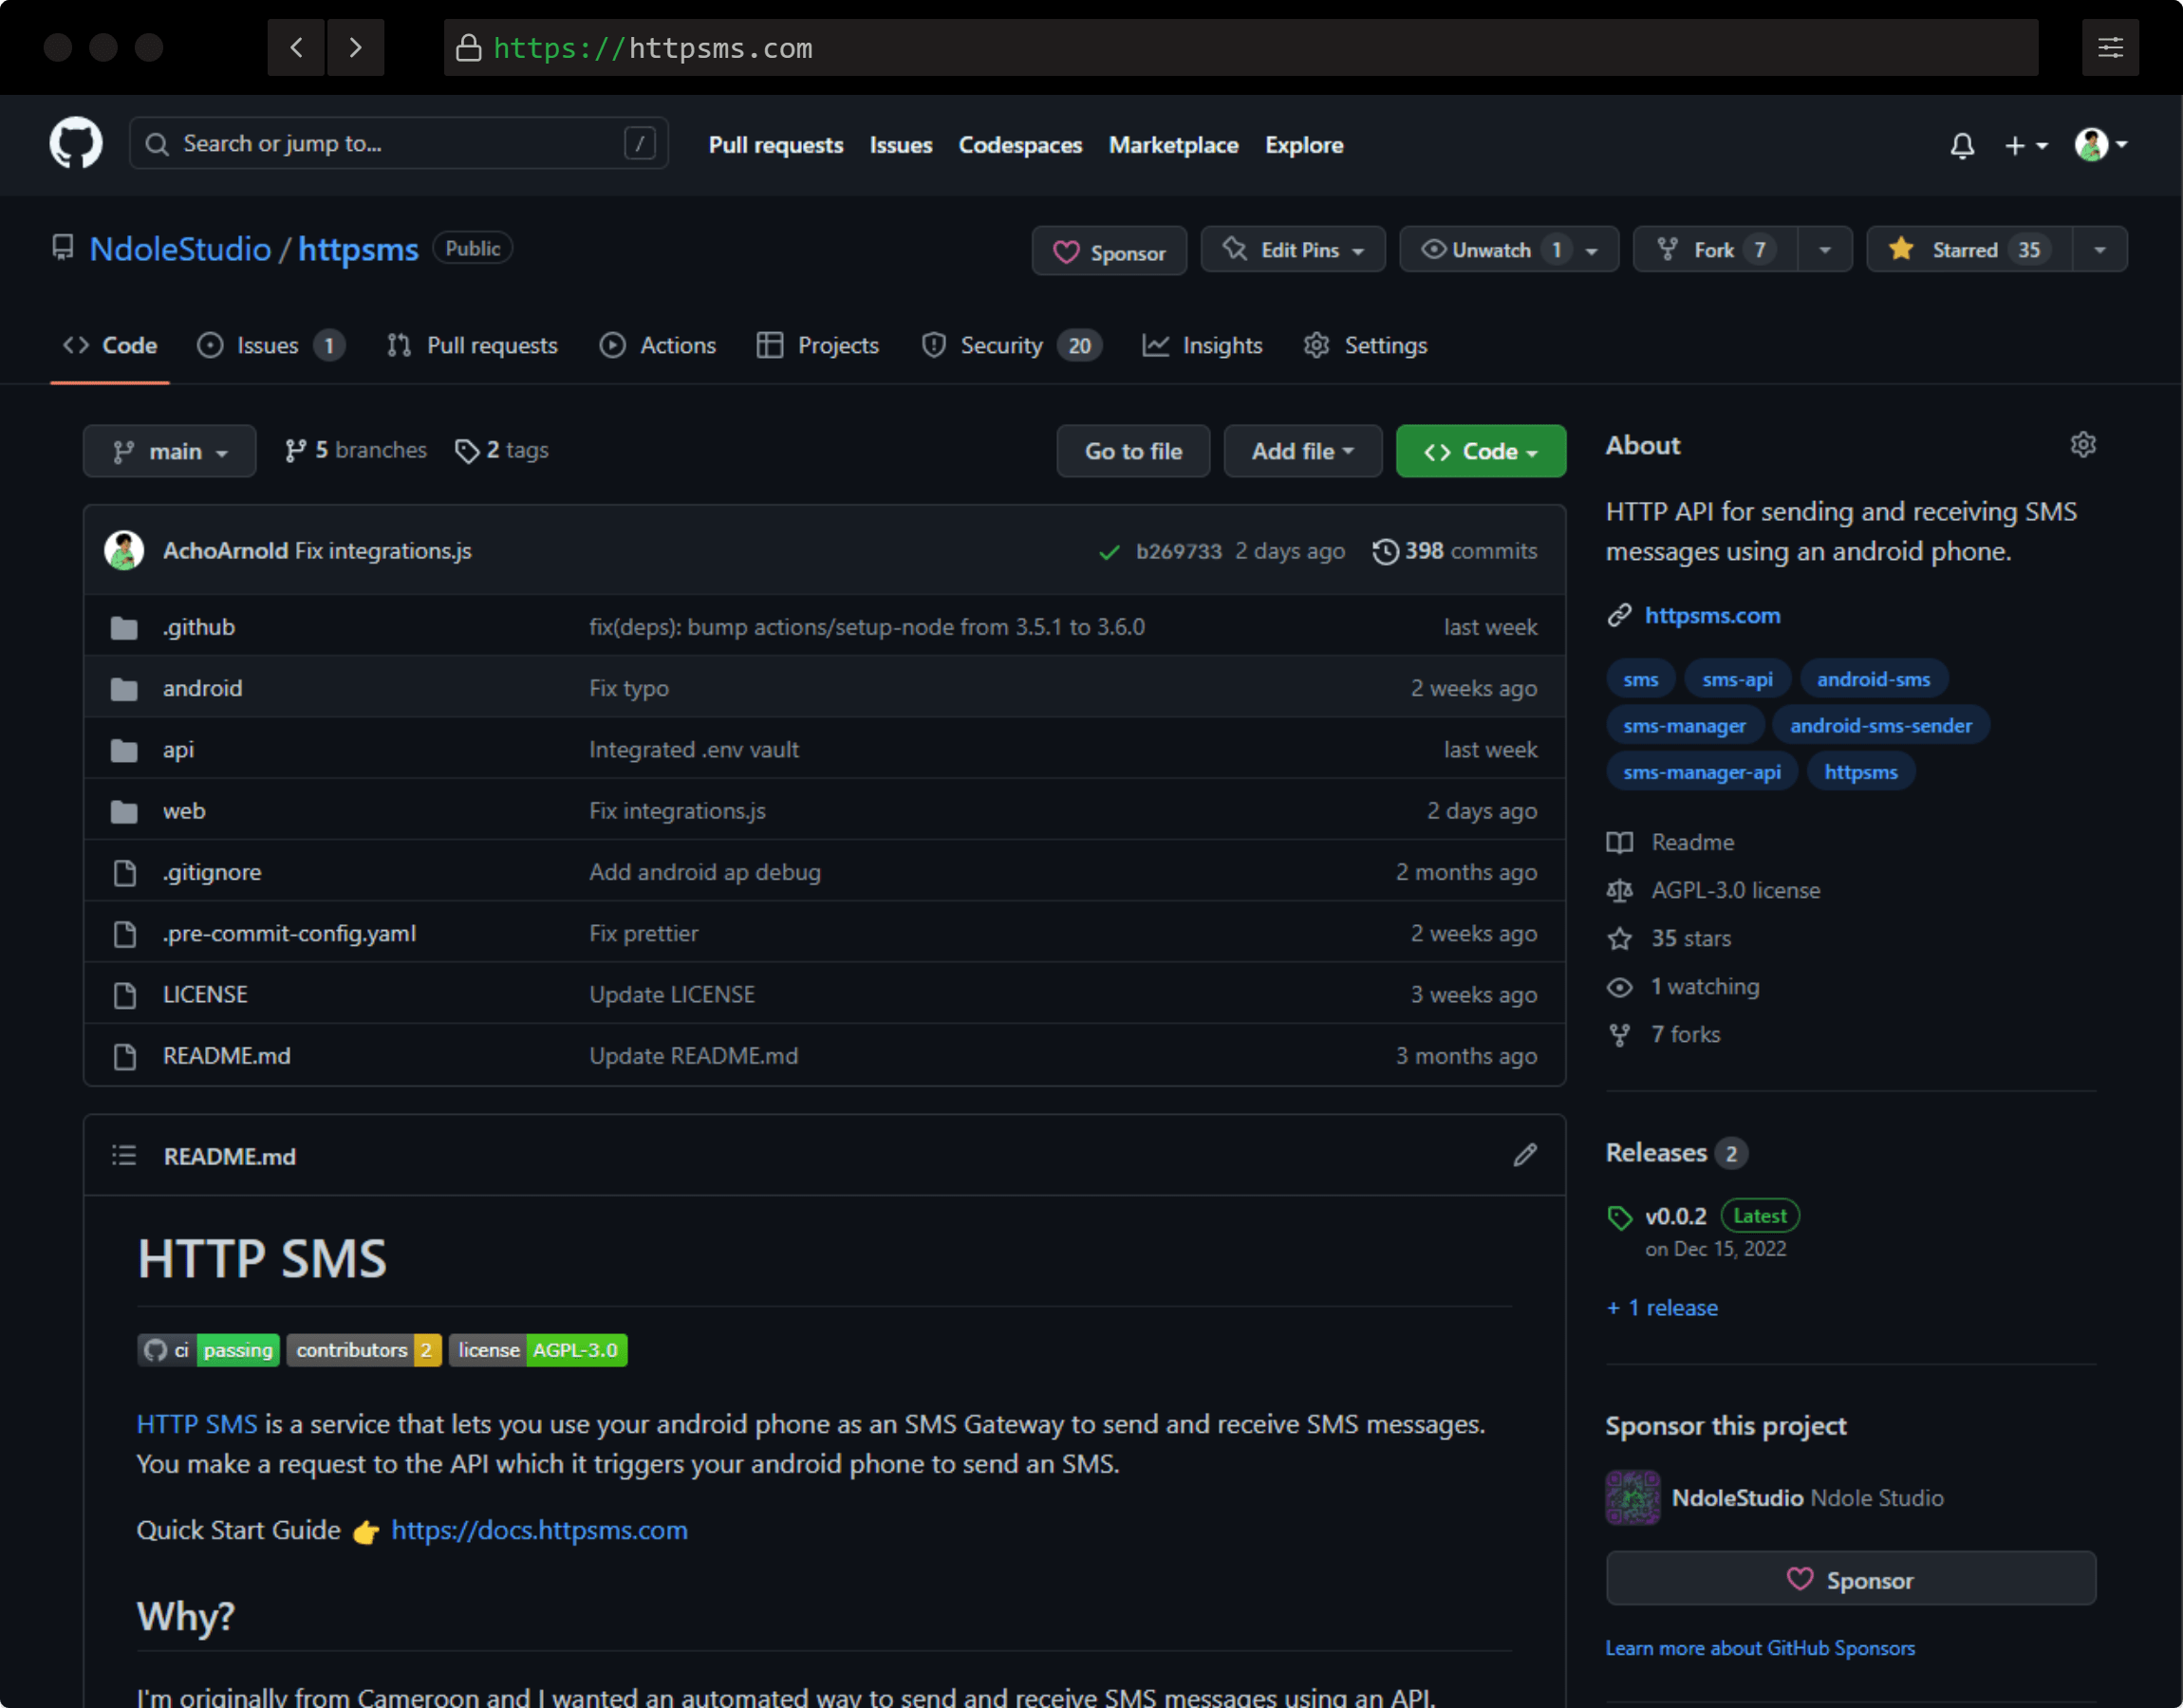 https://httpsms.com
Search or jump to... /
Pull requests Issues Codespaces Marketplace Explore
NdoleStudio / httpsms Public
Sponsor Edit Pins Unwatch 1 Fork 7 Starred 35
Code Issues 1 Pull requests Actions Projects Security 20 Insights Settings
main 5 branches 2 tags
Go to file Add file Code
AchoArnold Fix integrations.js b269733 2 days ago 398 commits
.github fix(deps): bump actions/setup-node from 3.5.1 to 3.6.0 last week
android Fix typo 2 weeks ago
api Integrated .env vault last week
web Fix integrations.js 2 days ago
.gitignore Add android ap debug 2 months ago
.pre-commit-config.yaml Fix prettier 2 weeks ago
LICENSE Update LICENSE 3 weeks ago
README.md Update README.md 3 months ago
README.md
HTTP SMS
ci passing contributors 2 license AGPL-3.0
HTTP SMS is a service that lets you use your android phone as an SMS Gateway to send and receive SMS messages.
You make a request to the API which it triggers your android phone to send an SMS.
Quick Start Guide 👉 https://docs.httpsms.com
Why?
I'm originally from Cameroon and I wanted an automated way to send and receive SMS messages using an API.
About
HTTP API for sending and receiving SMS
messages using an android phone.
httpsms.com
sms sms-api android-sms
sms-manager android-sms-sender
sms-manager-api httpsms
Readme
AGPL-3.0 license
35 stars
1 watching
7 forks
Releases 2
v0.0.2 Latest
on Dec 15, 2022
+ 1 release
Sponsor this project
NdoleStudio Ndole Studio
Sponsor
Learn more about GitHub Sponsors